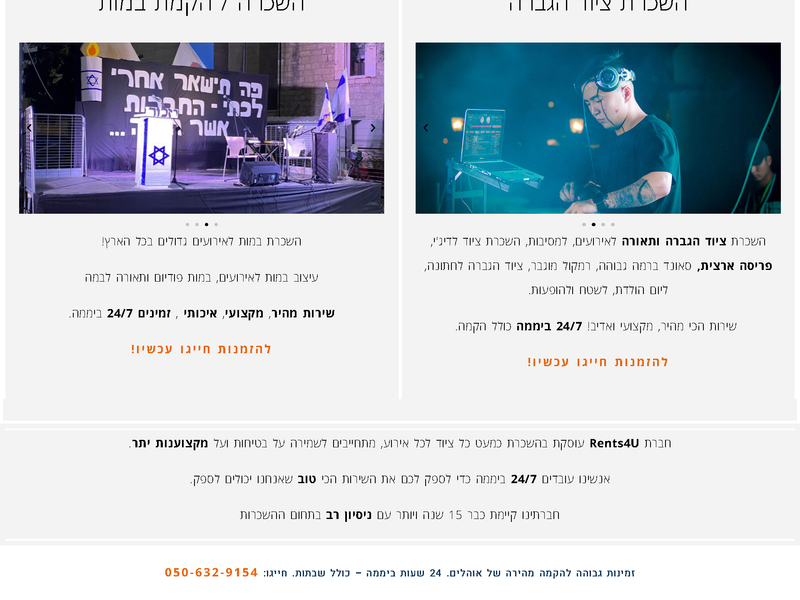 השכרת ציוד הגברה
השכרת ציוד הגברה ותאורה לאירועים, למסיבות, השכרת ציוד לדיג'יי,
פריסה ארצית, סאונד ברמה גבוהה, רמקול מוגבר, ציוד הגברה לחתונה,
ליום הולדת, לשטח ולהופעות.
שירות הכי מהיר, מקצועי ואדיב! 24/7 ביממה כולל הקמה.
להזמנות חייגו עכשיו!
השכרה / הקמת במות
פה תישאר אחרי
לכתי - החברות
אשר
...
השכרת במות לאירועים גדולים בכל הארץ!
עיצוב במות לאירועים, במות פודיום ותאורה לבמה
שירות מהיר, מקצועי, איכותי , זמינים 24/7 ביממה.
להזמנות חייגו עכשיו!
חברת Rents4U עוסקת בהשכרת כמעט כל ציוד לכל אירוע, מתחייבים לשמירה על בטיחות ועל מקצוענות יתר.
אנשינו עובדים 24/7 ביממה כדי לספק לכם את השירות הכי טוב שאנחנו יכולים לספק.
חברתינו קיימת כבר 15 שנה ויותר עם ניסיון רב בתחום ההשכרות
זמינות גבוהה להקמה מהירה של אוהלים. 24 שעות ביממה – כולל שבתות. חייגו: 050-632-9154